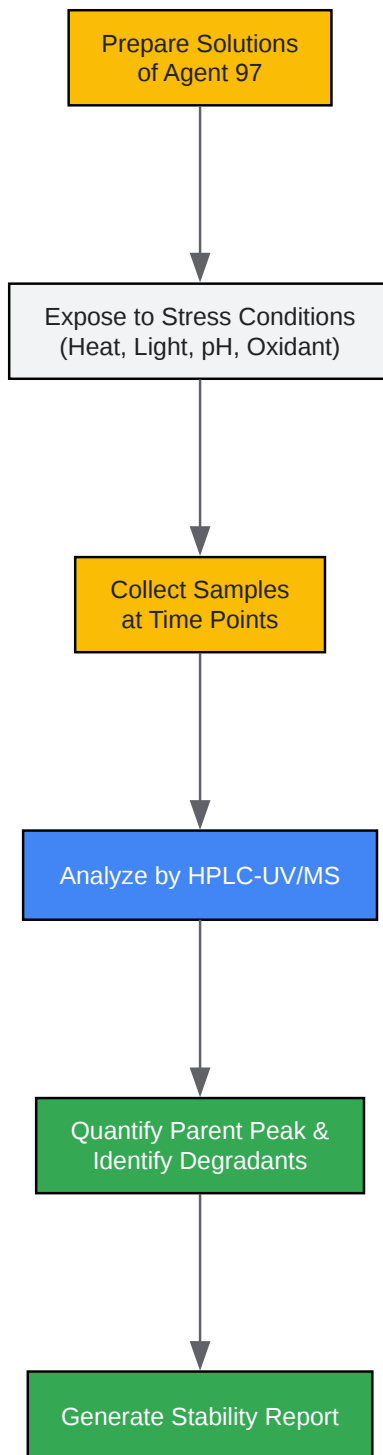 Prepare Solutions
of Agent 97
Expose to Stress Conditions
(Heat, Light, pH, Oxidant)
Collect Samples
at Time Points
Analyze by HPLC-UV/MS
Quantify Parent Peak &
Identify Degradants
Generate Stability Report